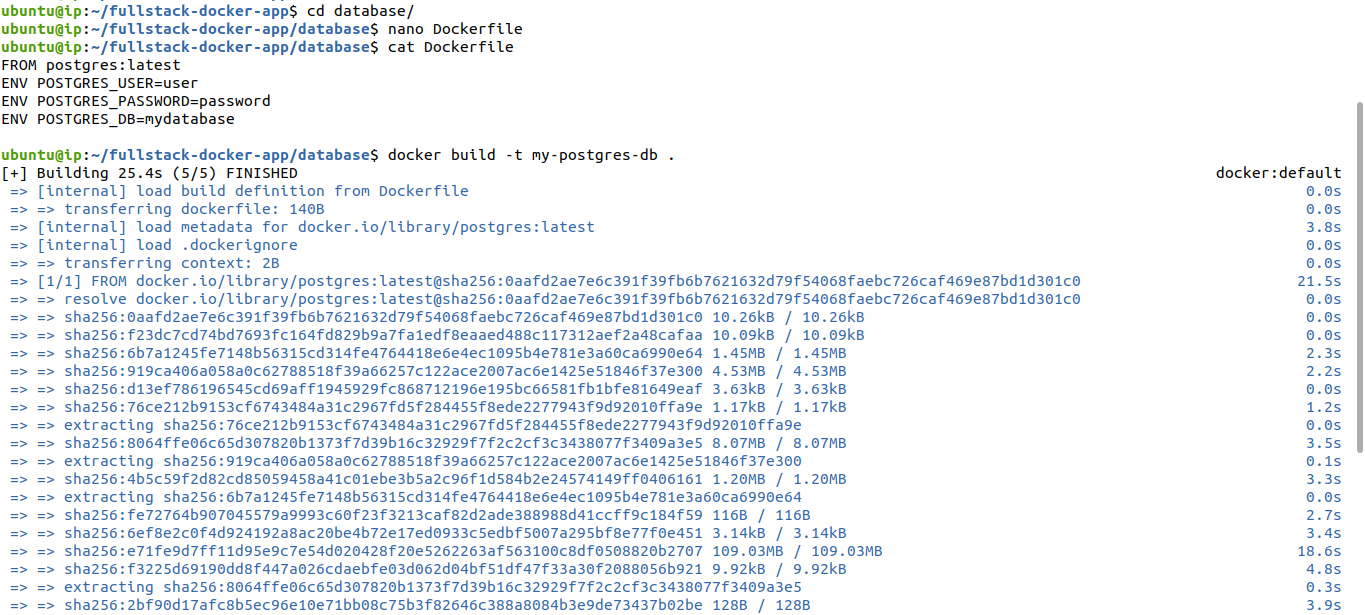 ubuntu@ip:~/fullstack-docker-app$ cd database/
ubuntu@ip:~/fullstack-docker-app/database$ nano Dockerfile
ubuntu@ip:~/fullstack-docker-app/database$ cat Dockerfile
FROM postgres:latest
ENV POSTGRES_USER=user
ENV POSTGRES_PASSWORD=password
ENV POSTGRES_DB=mydatabase
ubuntu@ip:~/fullstack-docker-app/database$ docker build -t my-postgres-db .
[+] Building 25.4s (5/5) FINISHED docker:default
=> [internal] load build definition from Dockerfile 0.0s
=> => transferring dockerfile: 140B 0.0s
=> [internal] load metadata for docker.io/library/postgres:latest 3.8s
=> [internal] load .dockerignore 0.0s
=> => transferring context: 2B 0.0s
=> [1/1] FROM docker.io/library/postgres:latest@sha256:0aafd2ae7e6c391f39fb6b7621632d79f54068faebc726caf469e87bd1d301c0 21.5s
=> => resolve docker.io/library/postgres:latest@sha256:0aafd2ae7e6c391f39fb6b7621632d79f54068faebc726caf469e87bd1d301c0 0.0s
=> => sha256:0aafd2ae7e6c391f39fb6b7621632d79f54068faebc726caf469e87bd1d301c0 10.26kB / 10.26kB 0.0s
=> => sha256:f23dc7cd74bd7693fc164fd829b9a7fa1edf8eaaed488c117312aef2a48cafaa 10.09kB / 10.09kB 0.0s
=> => sha256:6b7a1245fe7148b56315cd314fe4764418e6e4ec1095b4e781e3a60ca6990e64 1.45MB / 1.45MB 2.3s
=> => sha256:919ca406a058a0c62788518f39a66257c122ace2007ac6e1425e51846f37e300 4.53MB / 4.53MB 2.2s
=> => sha256:d13ef786196545cd69aff1945929fc868712196e195bc66581fb1bfe81649eaf 3.63kB / 3.63kB 0.0s
=> => sha256:76ce212b9153cf6743484a31c2967fd5f284455f8ede2277943f9d92010ffa9e 1.17kB / 1.17kB 1.2s
=> => extracting sha256:76ce212b9153cf6743484a31c2967fd5f284455f8ede2277943f9d92010ffa9e 0.0s
=> => sha256:8064ffe06c65d307820b1373f7d39b16c32929f7f2c2cf3c3438077f3409a3e5 8.07MB / 8.07MB 3.5s
=> => extracting sha256:919ca406a058a0c62788518f39a66257c122ace2007ac6e1425e51846f37e300 0.1s
=> => sha256:4b5c59f2d82cd85059458a41c01ebe3b5a2c96f1d584b2e24574149ff0406161 1.20MB / 1.20MB 3.3s
=> => extracting sha256:6b7a1245fe7148b56315cd314fe4764418e6e4ec1095b4e781e3a60ca6990e64 0.0s
=> => sha256:fe72764b907045579a9993c60f23f3213caf82d2ade388988d41ccff9c184f59 116B / 116B 2.7s
=> => sha256:6ef8e2c0f4d924192a8ac20be4b72e17ed0933c5edbf5007a295bf8e77f0e451 3.14kB / 3.14kB 3.4s
=> => sha256:e71fe9d7ff11d95e9c7e54d020428f20e5262263af563100c8df0508820b2707 109.03MB / 109.03MB 18.6s
=> => sha256:f3225d69190dd8f447a026cdaebfe03d062d04bf51df47f33a30f2088056b921 9.92kB / 9.92kB 4.8s
=> => extracting sha256:8064ffe06c65d307820b1373f7d39b16c32929f7f2c2cf3c3438077f3409a3e5 0.3s
=> => sha256:2bf90d17afc8b5ec96e10e71bb08c75b3f82646c388a8084b3e9de73437b02be 128B / 128B 3.9s